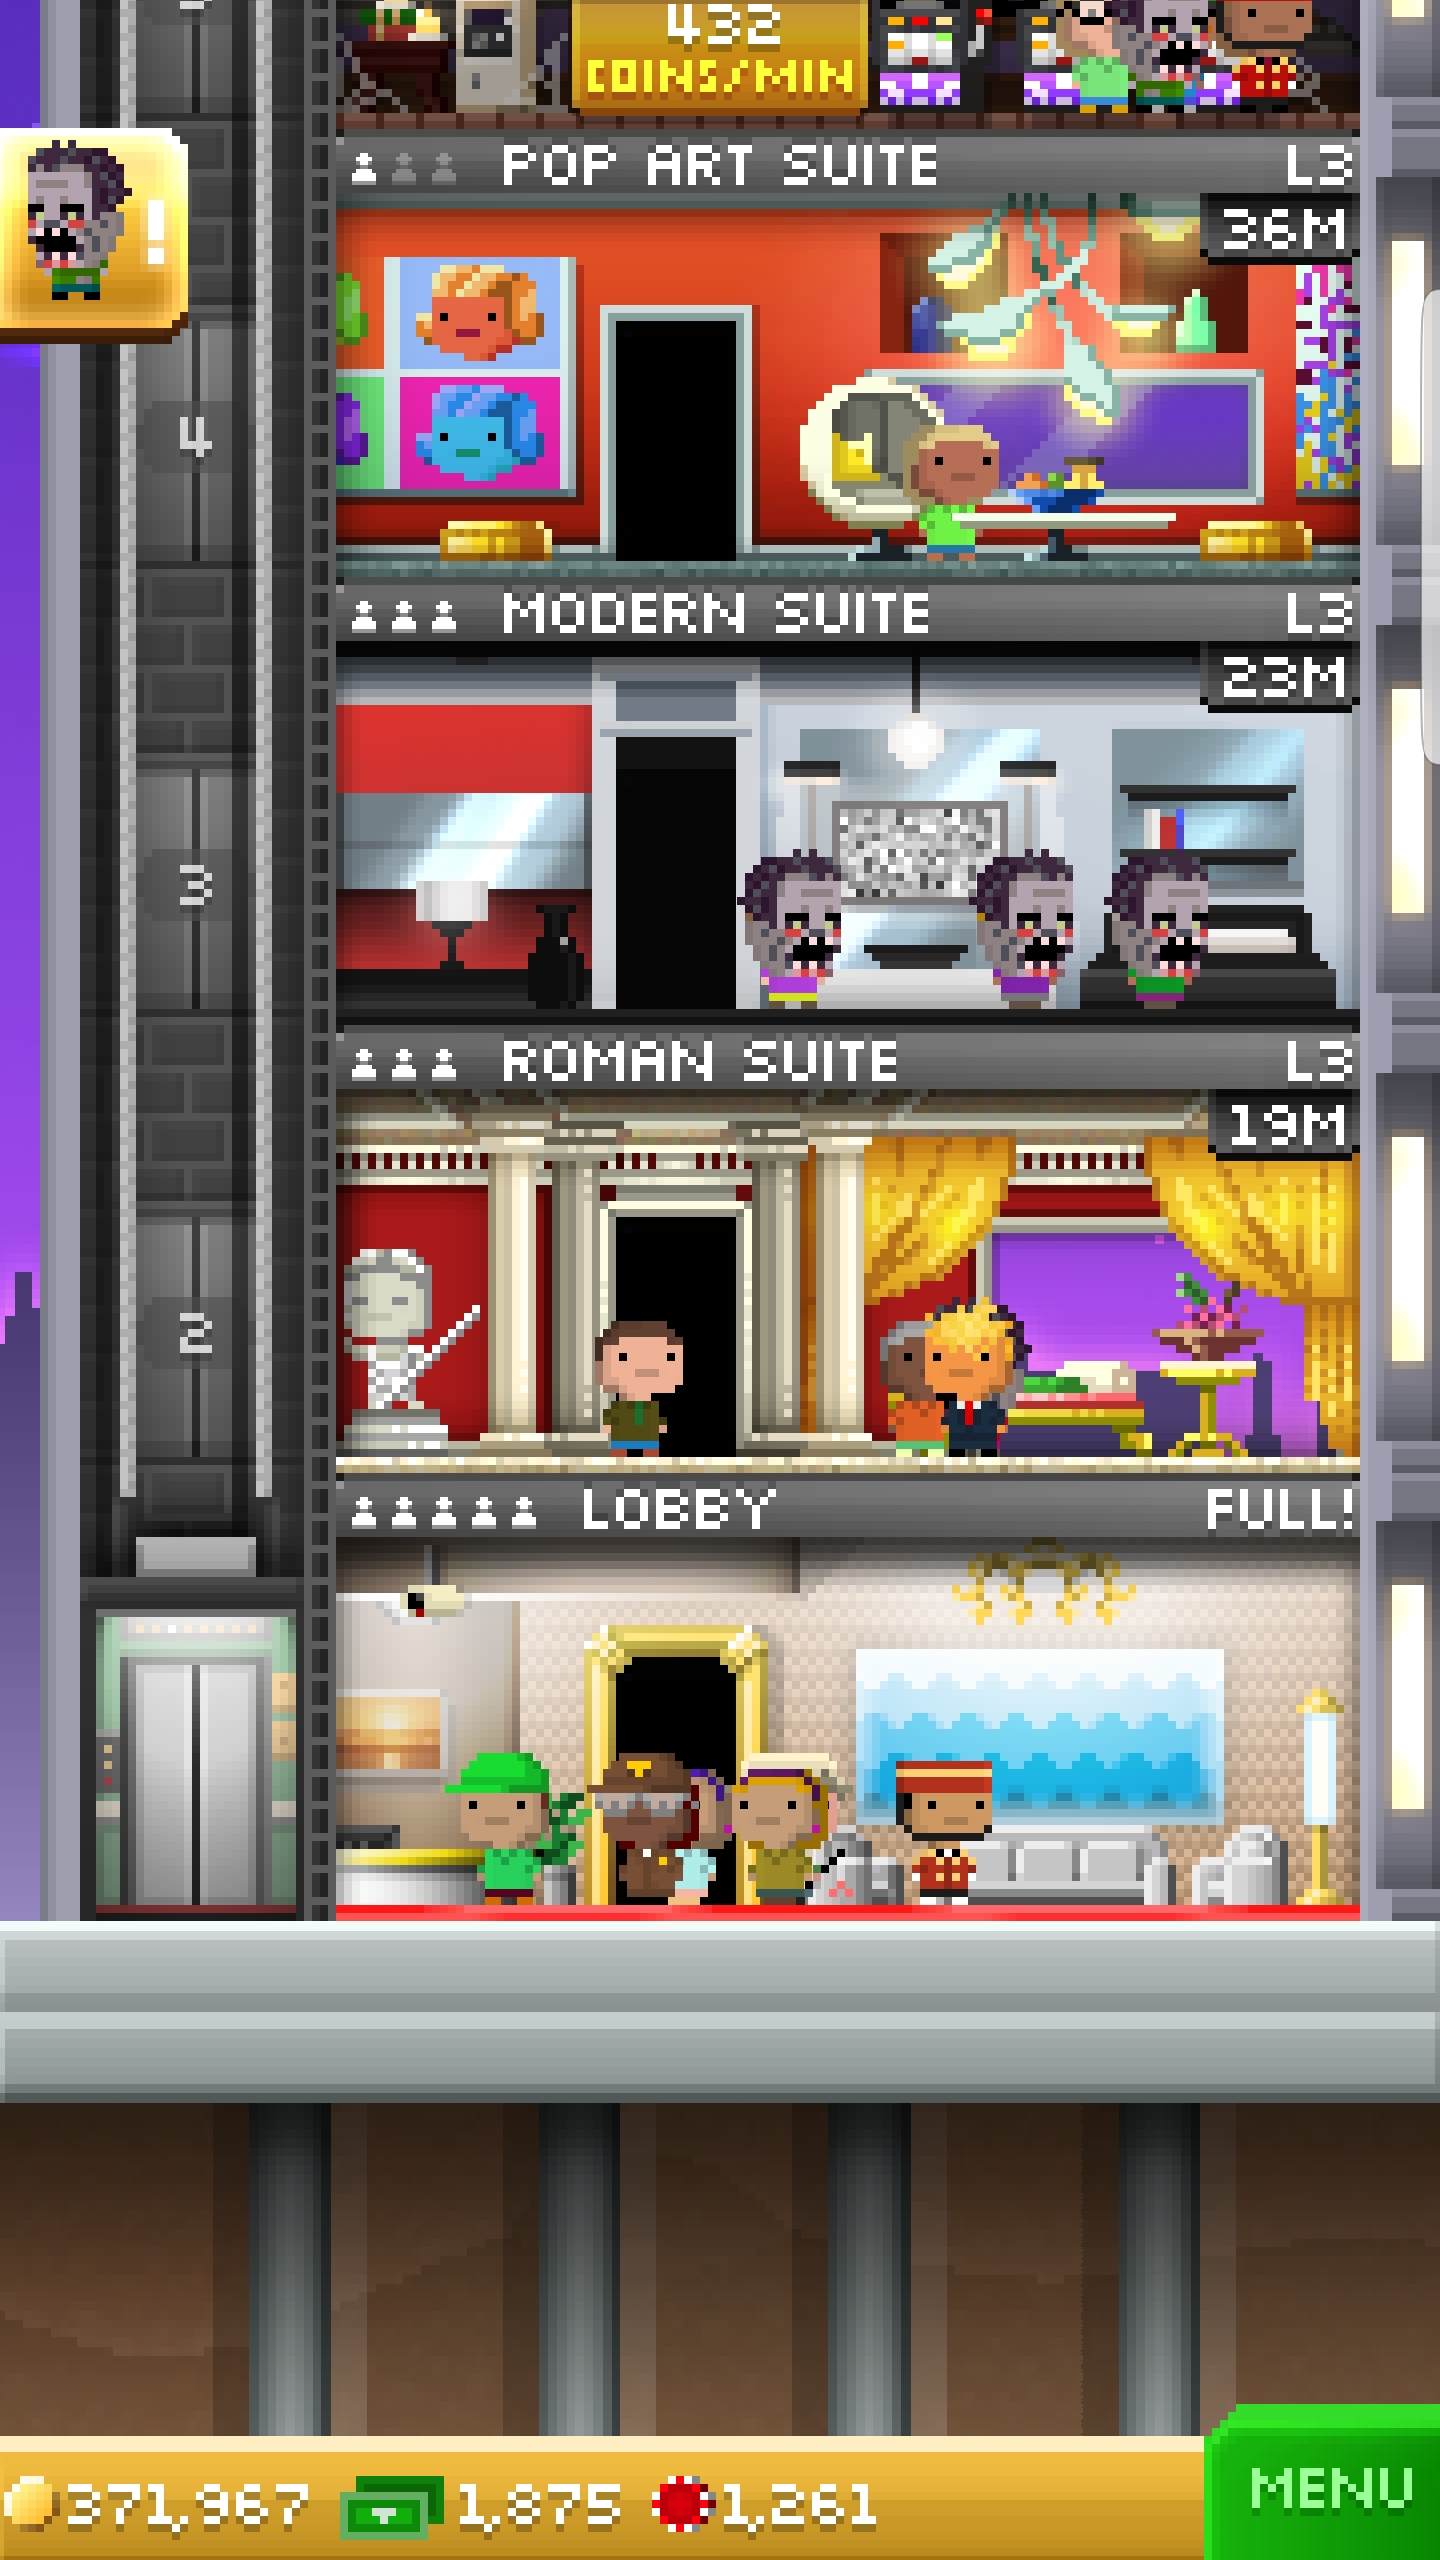 432
COINS/MIN
POP ART SUITE L3
!
36M
4
MODERN SUITE L3
23M
3
ROMAN SUITE L3
19M
2
LOBBY FULL!
371,967 1,875 1,261
MENU